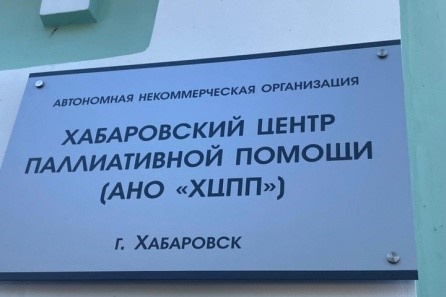 АВТОНОМНАЯ НЕКОММЕРЧЕСКАЯ ОРГАНИЗАЦИЯ
ХАБАРОВСКИЙ ЦЕНТР
ПАЛЛИАТИВНОЙ ПОМОЩИ
(АНО «ХЦПП»)
г. ХАБАРОВСК